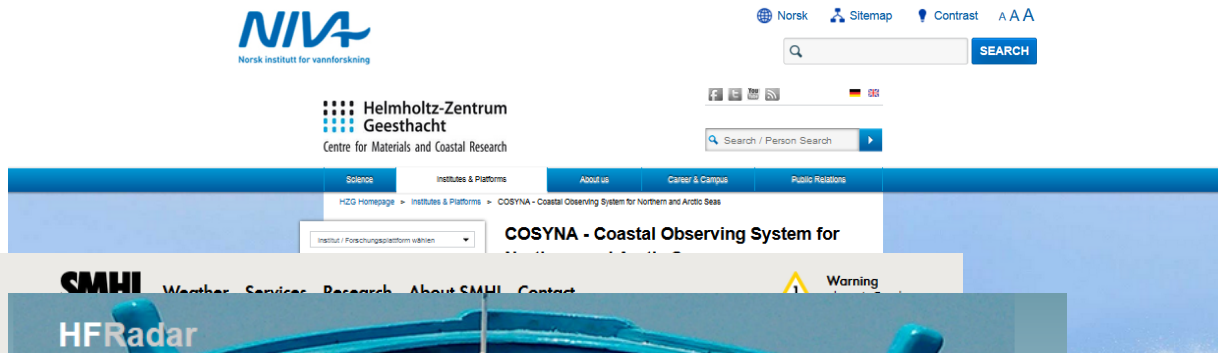 NIVA
Norsk institutt for vannforskning
Norsk Sitemap Contrast A A A
SEARCH
Helmholtz-Zentrum
Geesthacht
Centre for Materials and Coastal Research
You
Search / Person Search
Science Institutes & Platforms About us Career & Campus Public Relations
HZG Homepage ► Institutes & Platforms ► COSYNA - Coastal Observing System for Northern and Arctic Seas
Institut / Forschungsplattform wählen
COSYNA - Coastal Observing System for
SMHI Weather Services Research About SMHI Contact
1 Warning
HFRadar